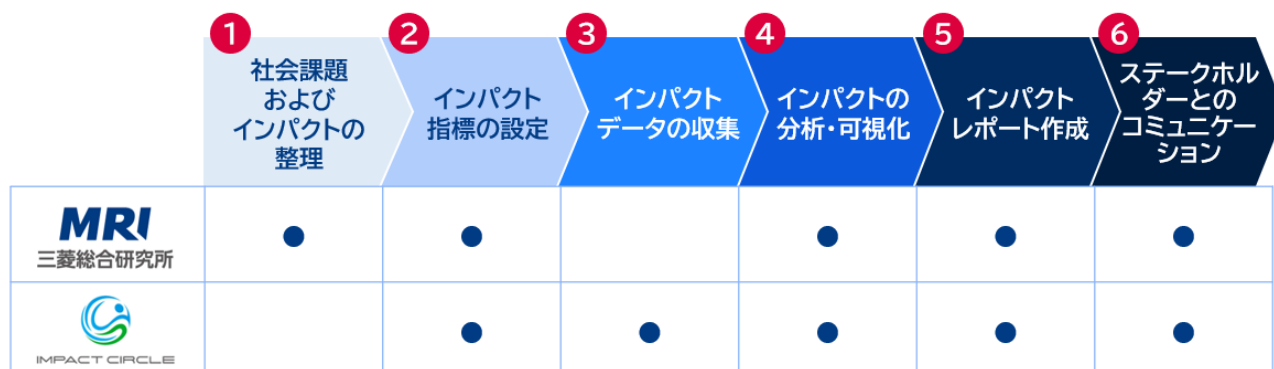 1
社会課題
および
インパクトの
整理
2
インパクト
指標の設定
3
インパクト
データの収集
4
インパクトの
分析・可視化
5
インパクト
レポート作成
6
ステークホル
ダーとの
コミュニケー
ション
MRI
三菱総合研究所
IMPACT CIRCLE